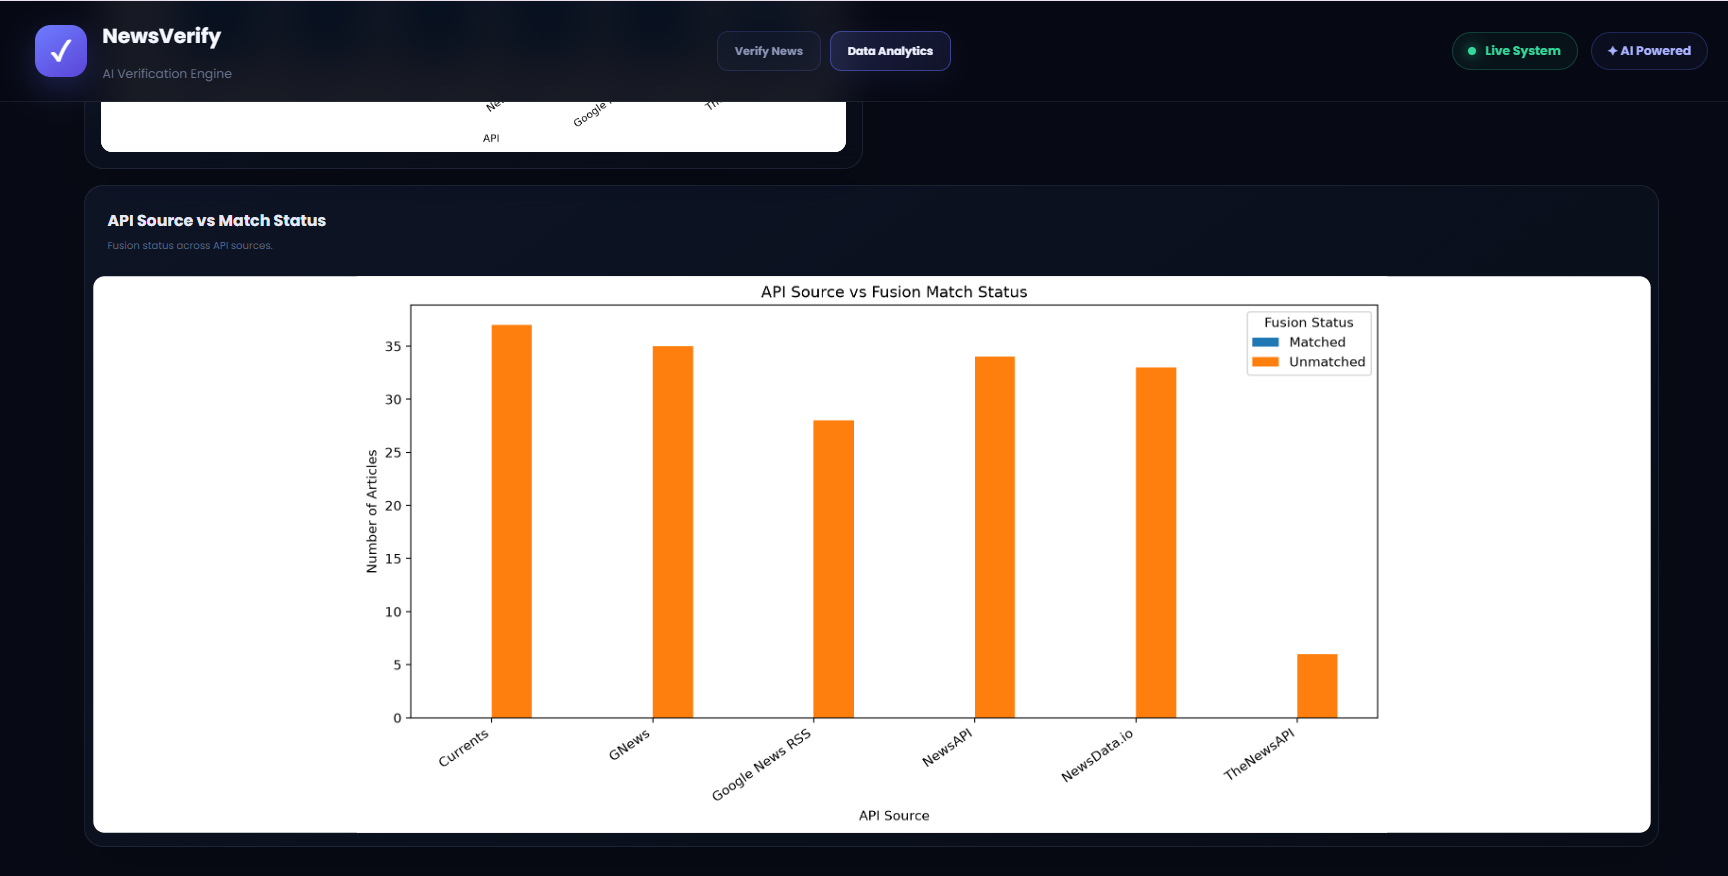 NewsVerify
AI Verification Engine
Verify News
Data Analytics
Live System
✦ AI Powered
Google
API
API Source vs Match Status
Fusion status across API sources.
API Source vs Fusion Match Status
Fusion Status
Matched
Unmatched
Number of Articles
35
30
25
20
15
10
5
0
Currents
GNews
Google News RSS
NewsAPI
NewsData.io
TheNewsAPI
API Source